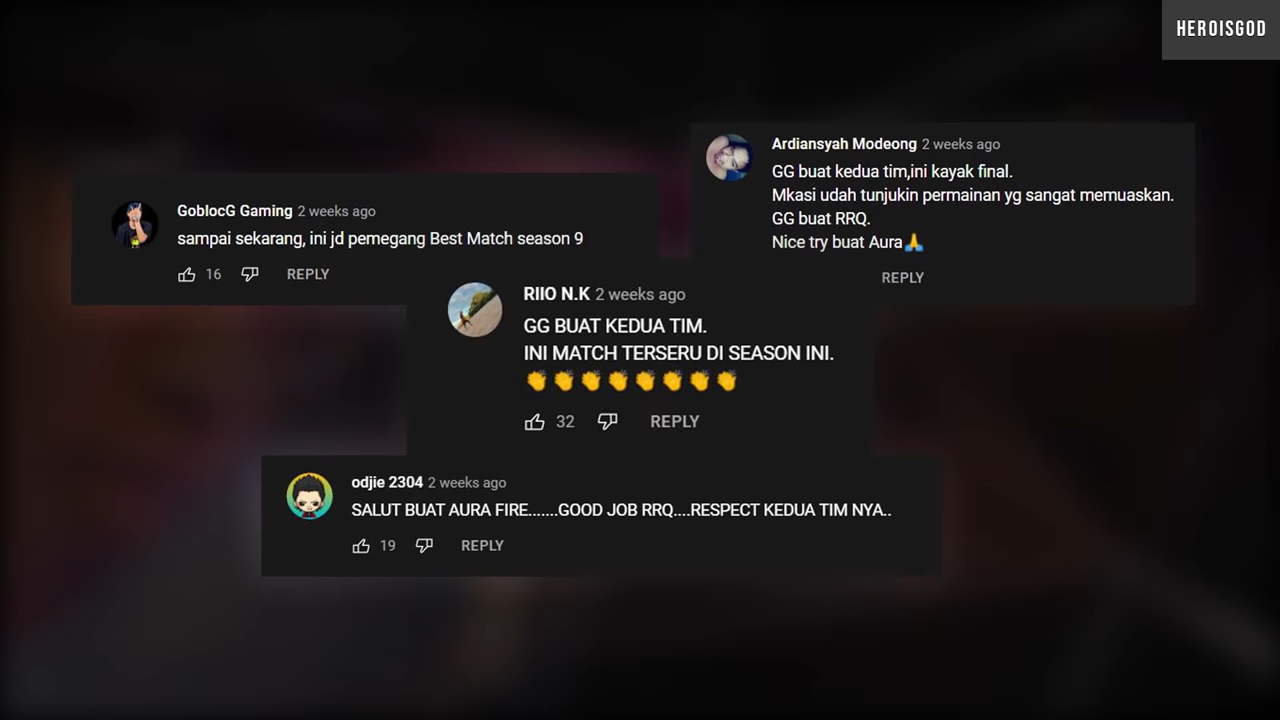 HEROISGOD
Ardiansyah Modeong 2 weeks ago
GG buat kedua tim,ini kayak final.
Mkasi udah tunjukin permainan yg sangat memuaskan.
GG buat RRQ.
Nice try buat Aura🙏
REPLY
GoblocG Gaming 2 weeks ago
sampai sekarang, ini jd pemegang Best Match season 9
16 REPLY
RIIO N.K 2 weeks ago
GG BUAT KEDUA TIM.
INI MATCH TERSERU DI SEASON INI.
👏👏👏👏👏👏👏👏
32 REPLY
odjie 2304 2 weeks ago
SALUT BUAT AURA FIRE.......GOOD JOB RRQ....RESPECT KEDUA TIM NYA..
19 REPLY